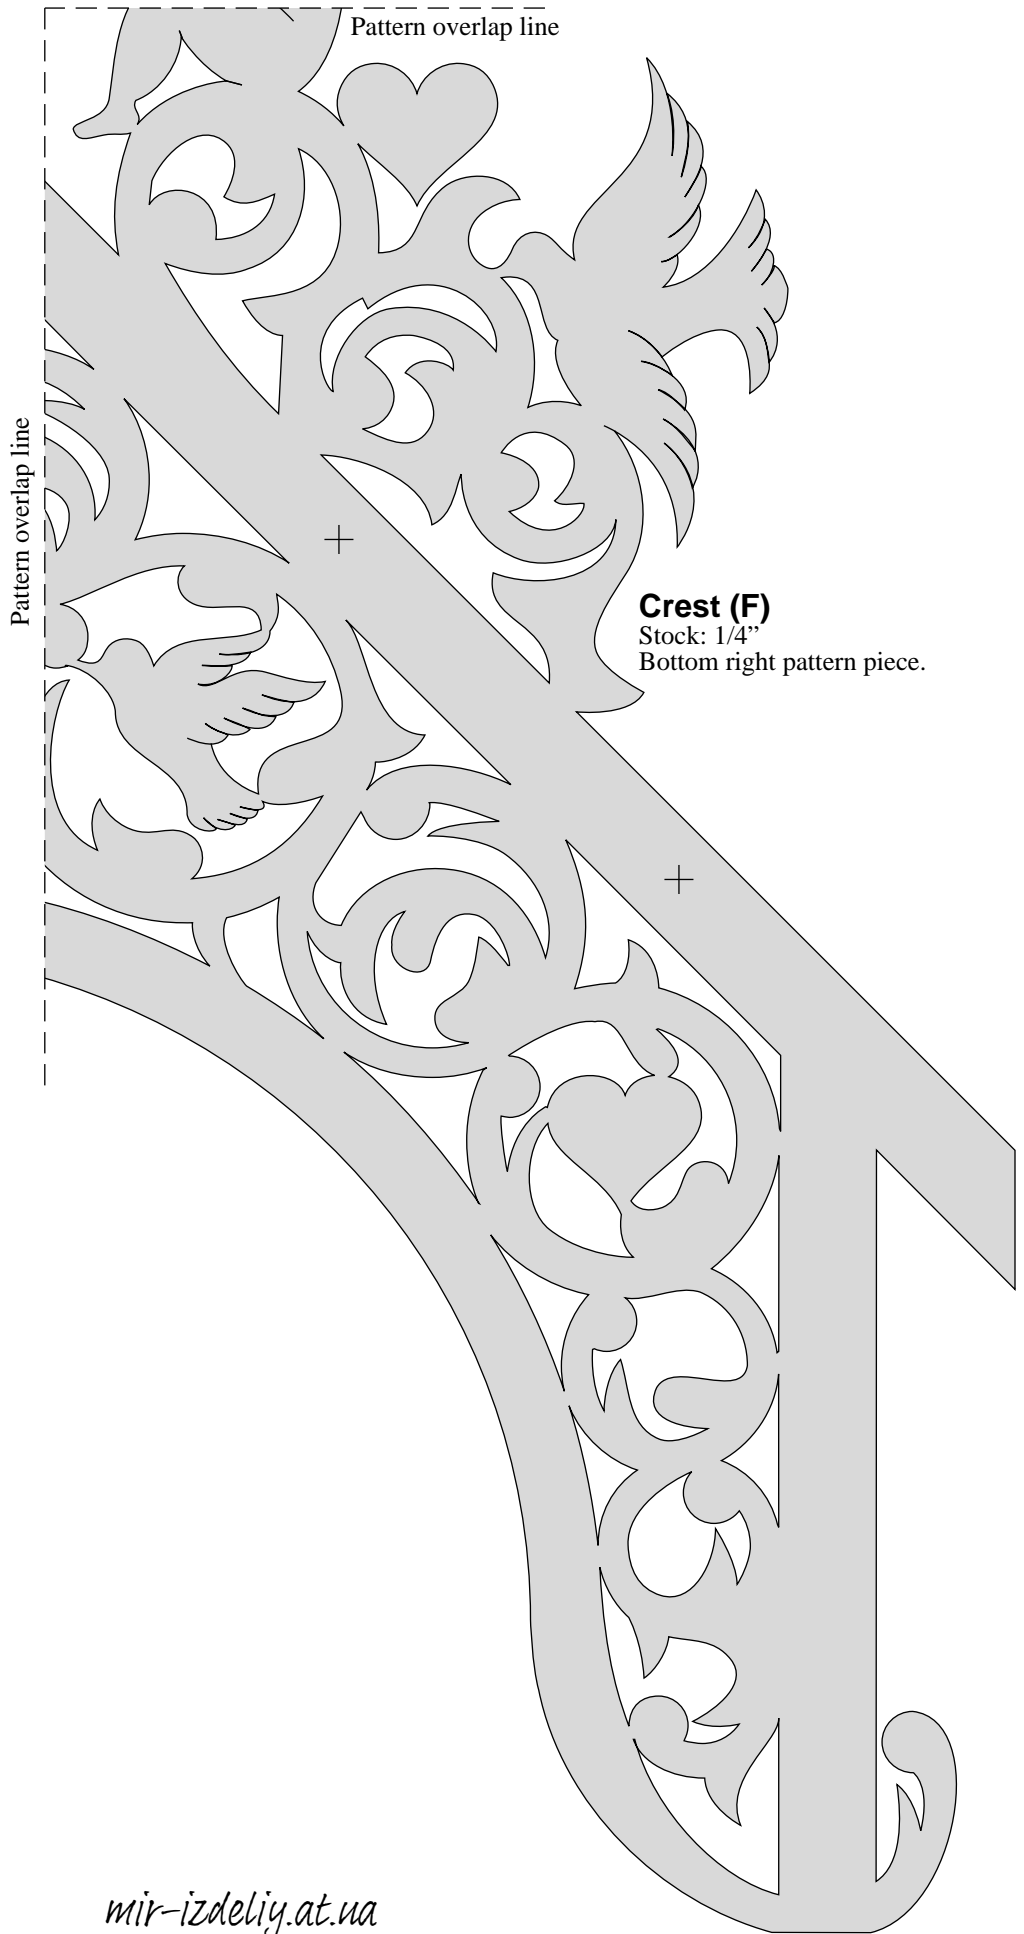 Pattern overlap line
Pattern overlap line
Crest (F)
Stock: 1/4”
Bottom right pattern piece.
mir-izdeliy.at.ua